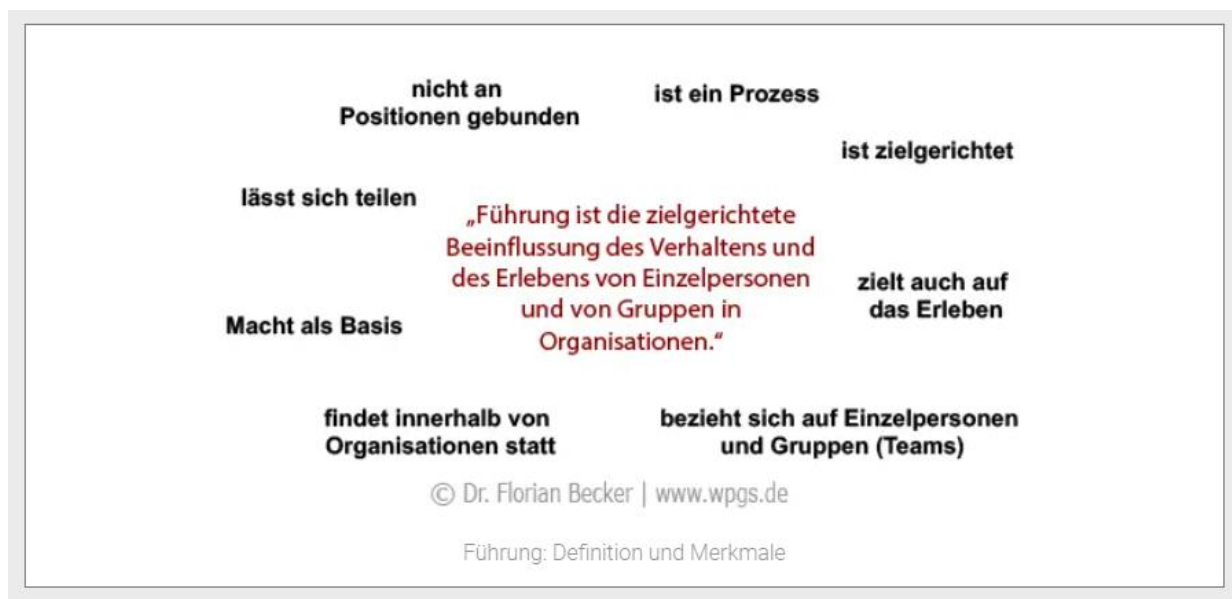 nicht an
Positionen gebunden
ist ein Prozess
ist zielgerichtet
lässt sich teilen
„Führung ist die zielgerichtete
Beeinflussung des Verhaltens und
des Erlebens von Einzelpersonen
und von Gruppen in
Organisationen.“
zielt auch auf
das Erleben
Macht als Basis
findet innerhalb von
Organisationen statt
bezieht sich auf Einzelpersonen
und Gruppen (Teams)
© Dr. Florian Becker | www.wpgs.de
Führung: Definition und Merkmale